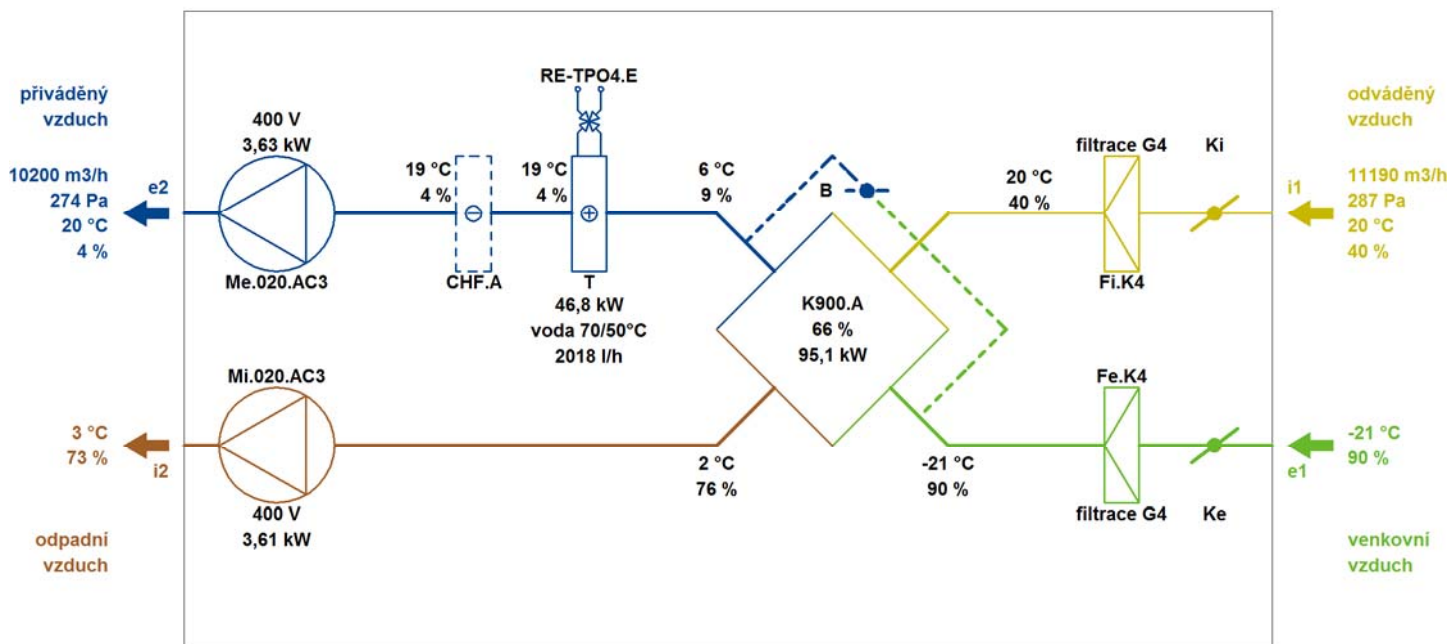 RE-TPO4.E
přiváděný
vzduch
10200 m3/h
274 Pa
20 °C
4 %
e2
400 V
3,63 kW
Me.020.AC3
19 °C
4 %
CHF.A
19 °C
4 %
T
46,8 kW
voda 70/50°C
2018 l/h
6 °C
9 %
B
K900.A
66 %
95,1 kW
20 °C
40 %
filtrace G4
Fi.K4
Ki
odváděný
vzduch
11190 m3/h
287 Pa
20 °C
40 %
i1
Mi.020.AC3
400 V
3,61 kW
3 °C
73 %
i2
odpadní
vzduch
2 °C
76 %
-21 °C
90 %
Fe.K4
filtrace G4
Ke
-21 °C
90 %
e1
venkovní
vzduch